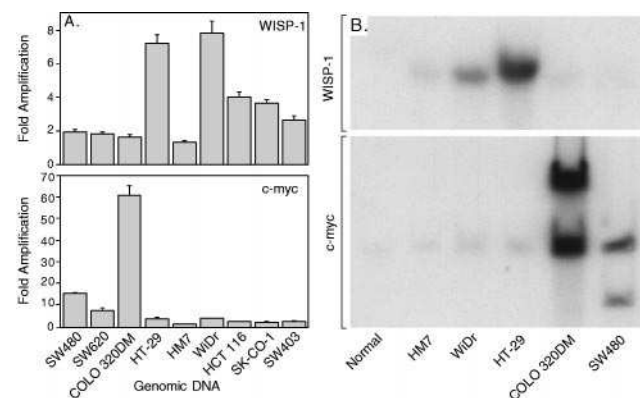 A.
WISP-1
Fold Amplification
8
6
4
2
0
c-myc
Fold Amplification
70
60
50
40
30
20
10
0
SW480
SW620
COLO 320DM
HT-29
HM7
WiDr
HCT 116
SK-CO-1
SW403
Genomic DNA
B.
WISP-1
c-myc
Normal
HM7
WiDr
HT-29
COLO 320DM
SW480